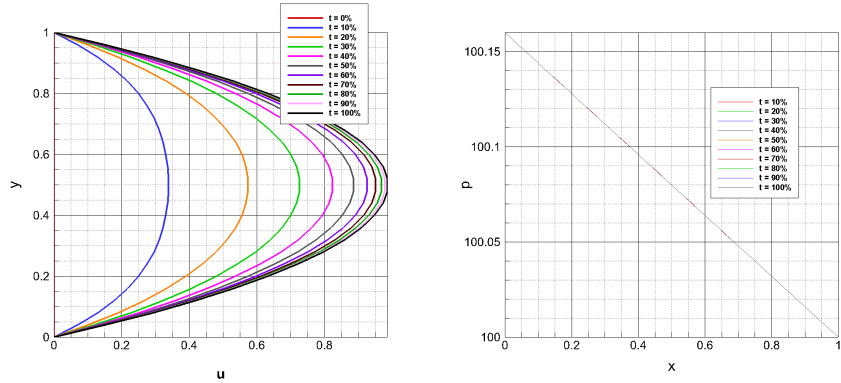 t = 0%
t = 10%
t = 20%
t = 30%
t = 40%
t = 50%
t = 60%
t = 70%
t = 80%
t = 90%
t = 100%
1
0.8
0.6
0.4
0.2
0
y
0
0.2
0.4
0.6
0.8
u
100.15
100.1
100.05
100
p
t = 10%
t = 20%
t = 30%
t = 40%
t = 50%
t = 60%
t = 70%
t = 80%
t = 90%
t = 100%
0
0.2
0.4
0.6
0.8
1
x